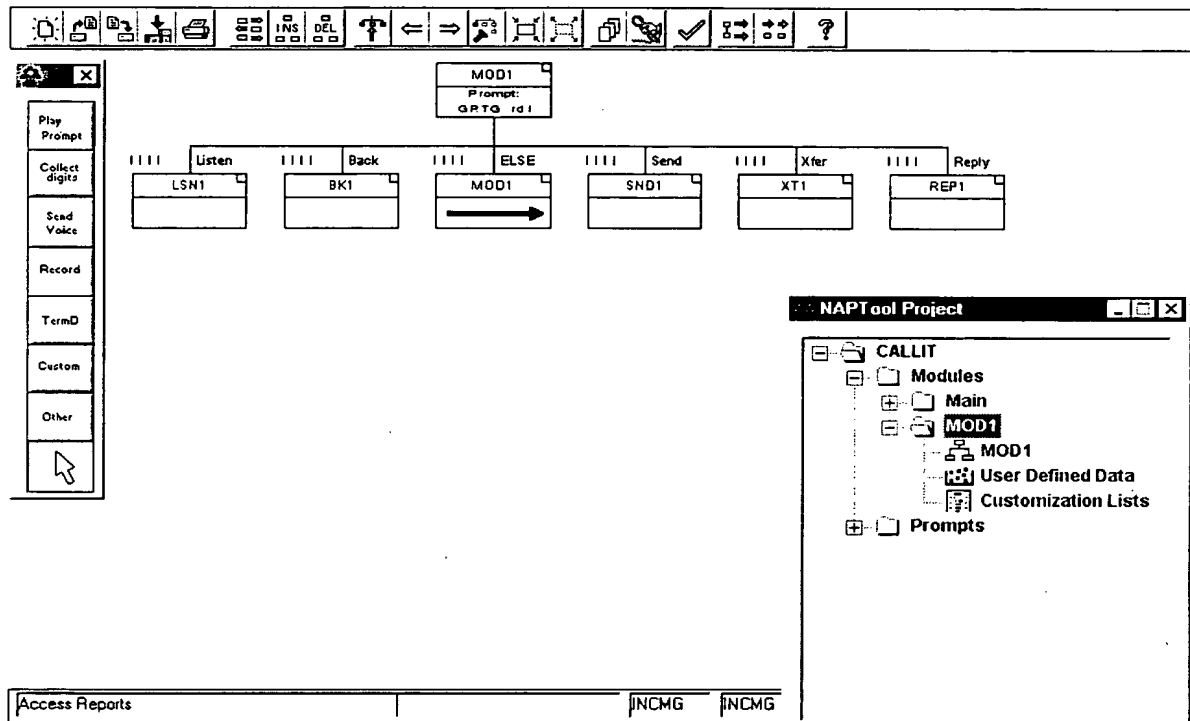 INS DEL
?
MOD1
Prompt:
Play
Prompt
Collect
digits
Send
Voice
Record
TermD
Custom
Other
Listen Back ELSE Send Xfer Reply
LSN1 BK1 MOD1 SND1 XT1 REP1
NAPTool Project
CALLIT
Modules
Main
MOD1
MOD1
User Defined Data
Customization Lists
Prompts
Access Reports INCMG INCMG